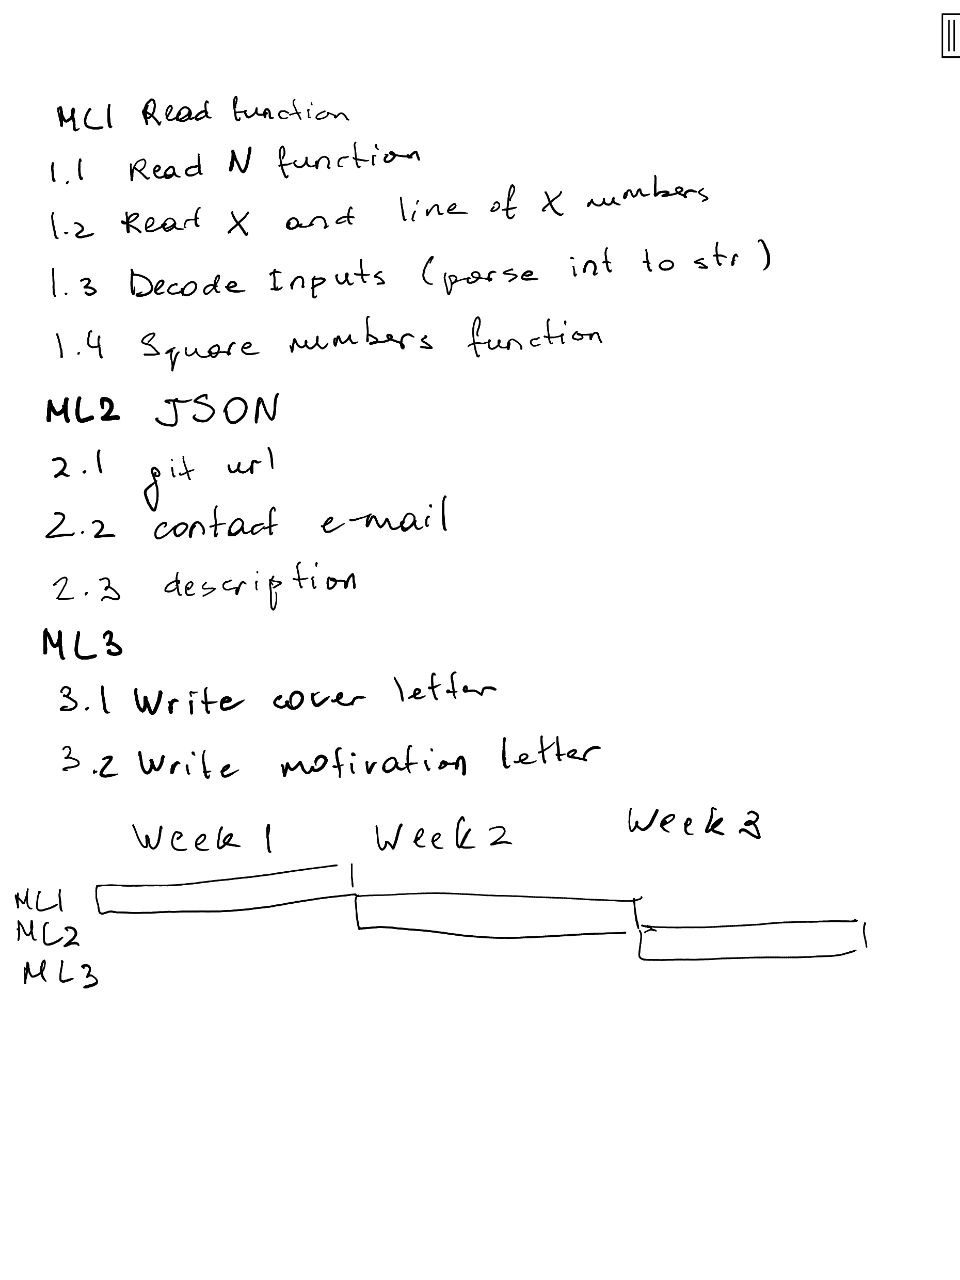 ML1 Read function
1.1 Read N function
1.2 Read X and line of X numbers
1.3 Decode Inputs (parse int to str)
1.4 Square numbers function
ML2 JSON
2.1 git url
2.2 contact e-mail
2.3 description
ML3
3.1 Write cover letter
3.2 Write motivation letter
Week 1 Week 2 Week 3
ML1
ML2
ML3